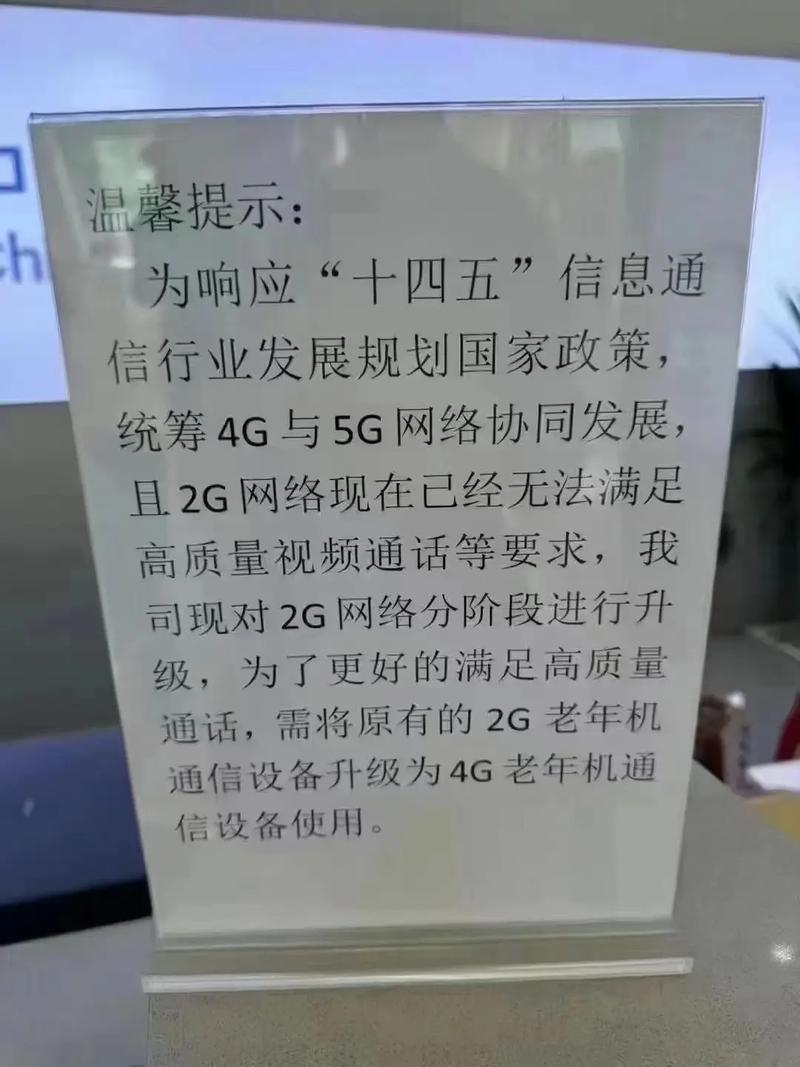 温馨提示：
为响应“十四五”信息通
信行业发展规划国家政策，
统筹4G与5G网络协同发展，
且2G网络现在已经无法满足
高质量视频通话等要求，我
司现对2G网络分阶段进行升
级，为了更好的满足高质量
通话，需将原有的2G老年机
通信设备升级为4G老年机通
信设备使用。